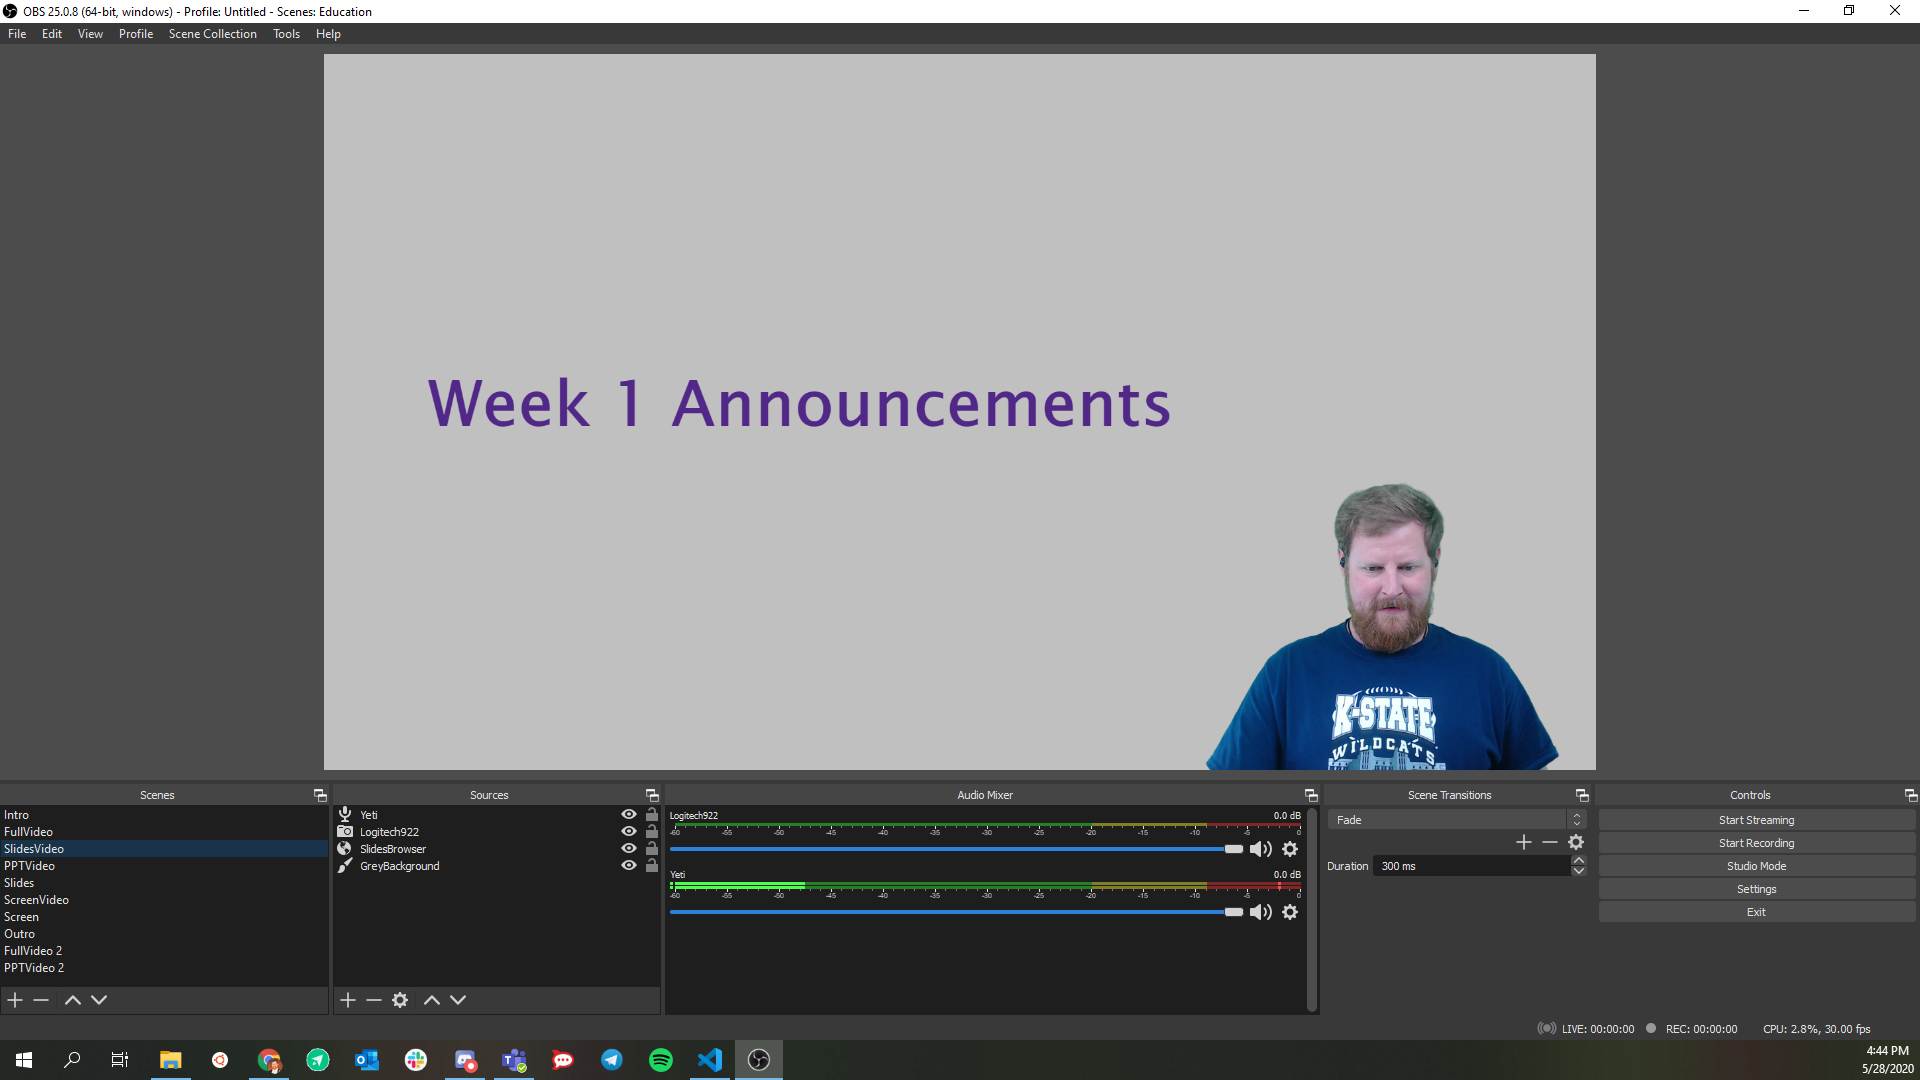 OBS 25.0.8 (64-bit, windows) - Profile: Untitled - Scenes: Education
File Edit View Profile Scene Collection Tools Help
Week 1 Announcements
K-STATE
WILDCATS
Scenes
Intro
FullVideo
SlidesVideo
PPTVideo
Slides
ScreenVideo
Screen
Outro
FullVideo 2
PPTVideo 2
Sources
Yeti
Logitech922
SlidesBrowser
GreyBackground
Audio Mixer
Logitech922 0.0 dB
-60 -55 -50 -45 -40 -35 -30 -25 -20 -15 -10 -5 0
Yeti 0.0 dB
-60 -55 -50 -45 -40 -35 -30 -25 -20 -15 -10 -5 0
Scene Transitions
Fade
Duration 300 ms
Controls
Start Streaming
Start Recording
Studio Mode
Settings
Exit
LIVE: 00:00:00 REC: 00:00:00 CPU: 2.8%, 30.00 fps
4:44 PM
5/28/2020